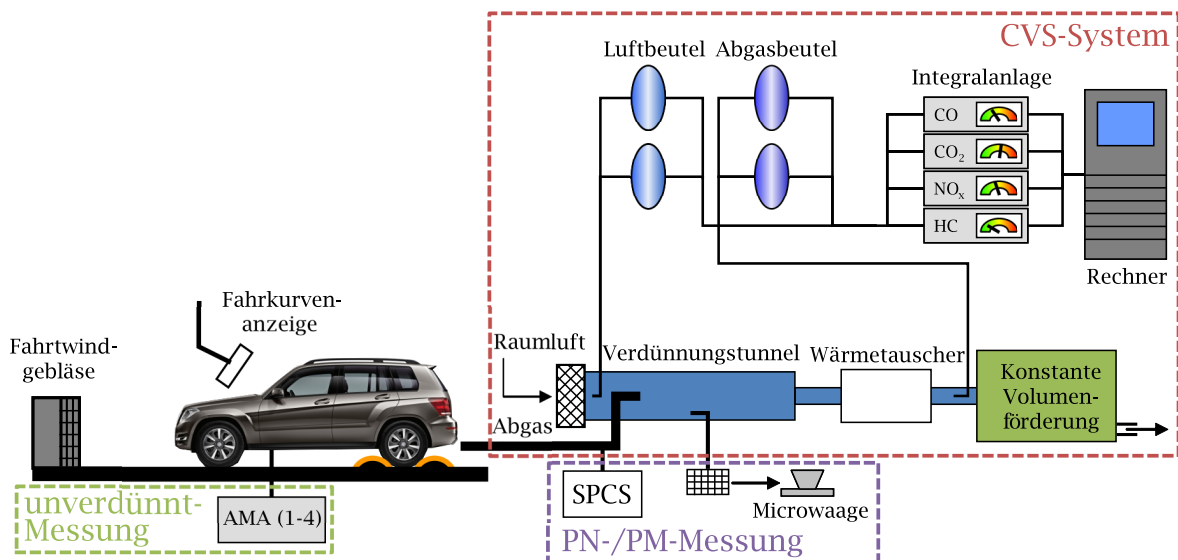 CVS-System
Luftbeutel
Abgasbeutel
Integralanlage
CO
CO₂
NOₓ
HC
Rechner
Fahrkurven-
anzeige
Fahrtwind-
gebläse
Raumluft
Verdünnungstunnel
Wärmetauscher
Konstante
Volumen-
förderung
Abgas
unverdünnt-
Messung
AMA (1-4)
SPCS
Microwaage
PN-/PM-Messung